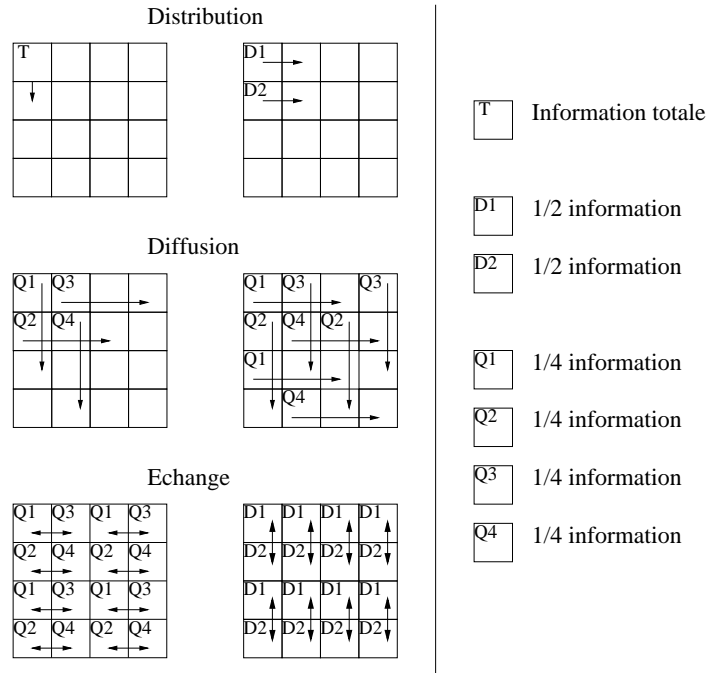 Distribution
T
D1
D2
Diffusion
Q1 Q3
Q2 Q4
Q1 Q3 Q3
Q2 Q4 Q2
Q1
Q4
Echange
Q1 Q3 Q1 Q3
Q2 Q4 Q2 Q4
Q1 Q3 Q1 Q3
Q2 Q4 Q2 Q4
D1 D1 D1 D1
D2 D2 D2 D2
D1 D1 D1 D1
D2 D2 D2 D2
T Information totale
D1 1/2 information
D2 1/2 information
Q1 1/4 information
Q2 1/4 information
Q3 1/4 information
Q4 1/4 information